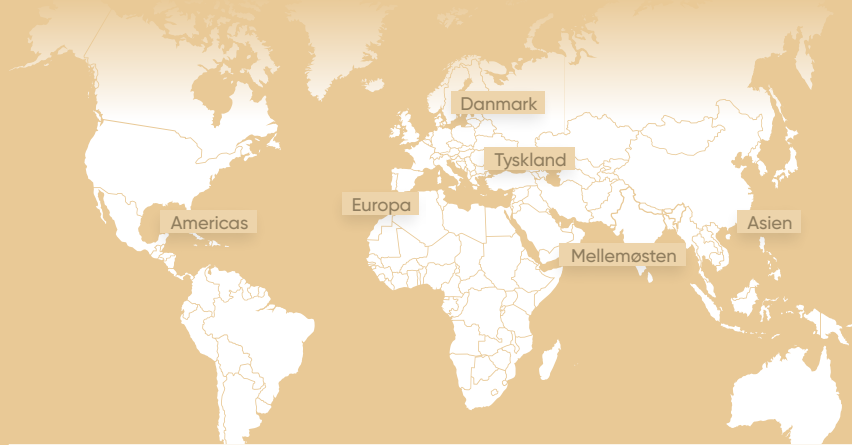 Danmark
Tyskland
Europa
Americas
Asien
Mellemøsten